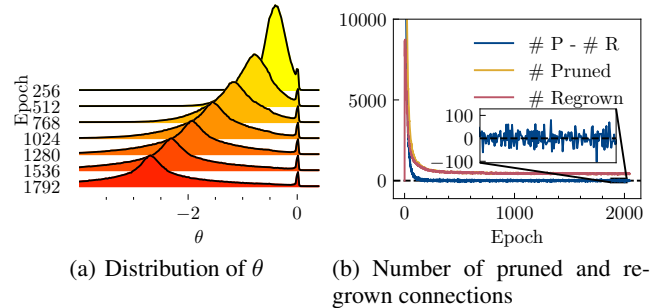 Epoch
256
512
768
1024
1280
1536
1792
−2
0
θ
(a) Distribution of θ
10000
5000
0
# P - # R
# Pruned
# Regrown
100
0
−100
0
1000
2000
Epoch
(b) Number of pruned and re-
grown connections